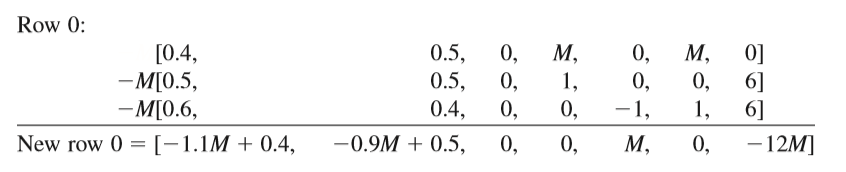 Row 0:
[0.4, 0.5, 0, M, 0, M, 0]
−M[0.5, 0.5, 0, 1, 0, 0, 6]
−M[0.6, 0.4, 0, 0, −1, 1, 6]
New row 0 = [−1.1M + 0.4, −0.9M + 0.5, 0, 0, M, 0, −12M]